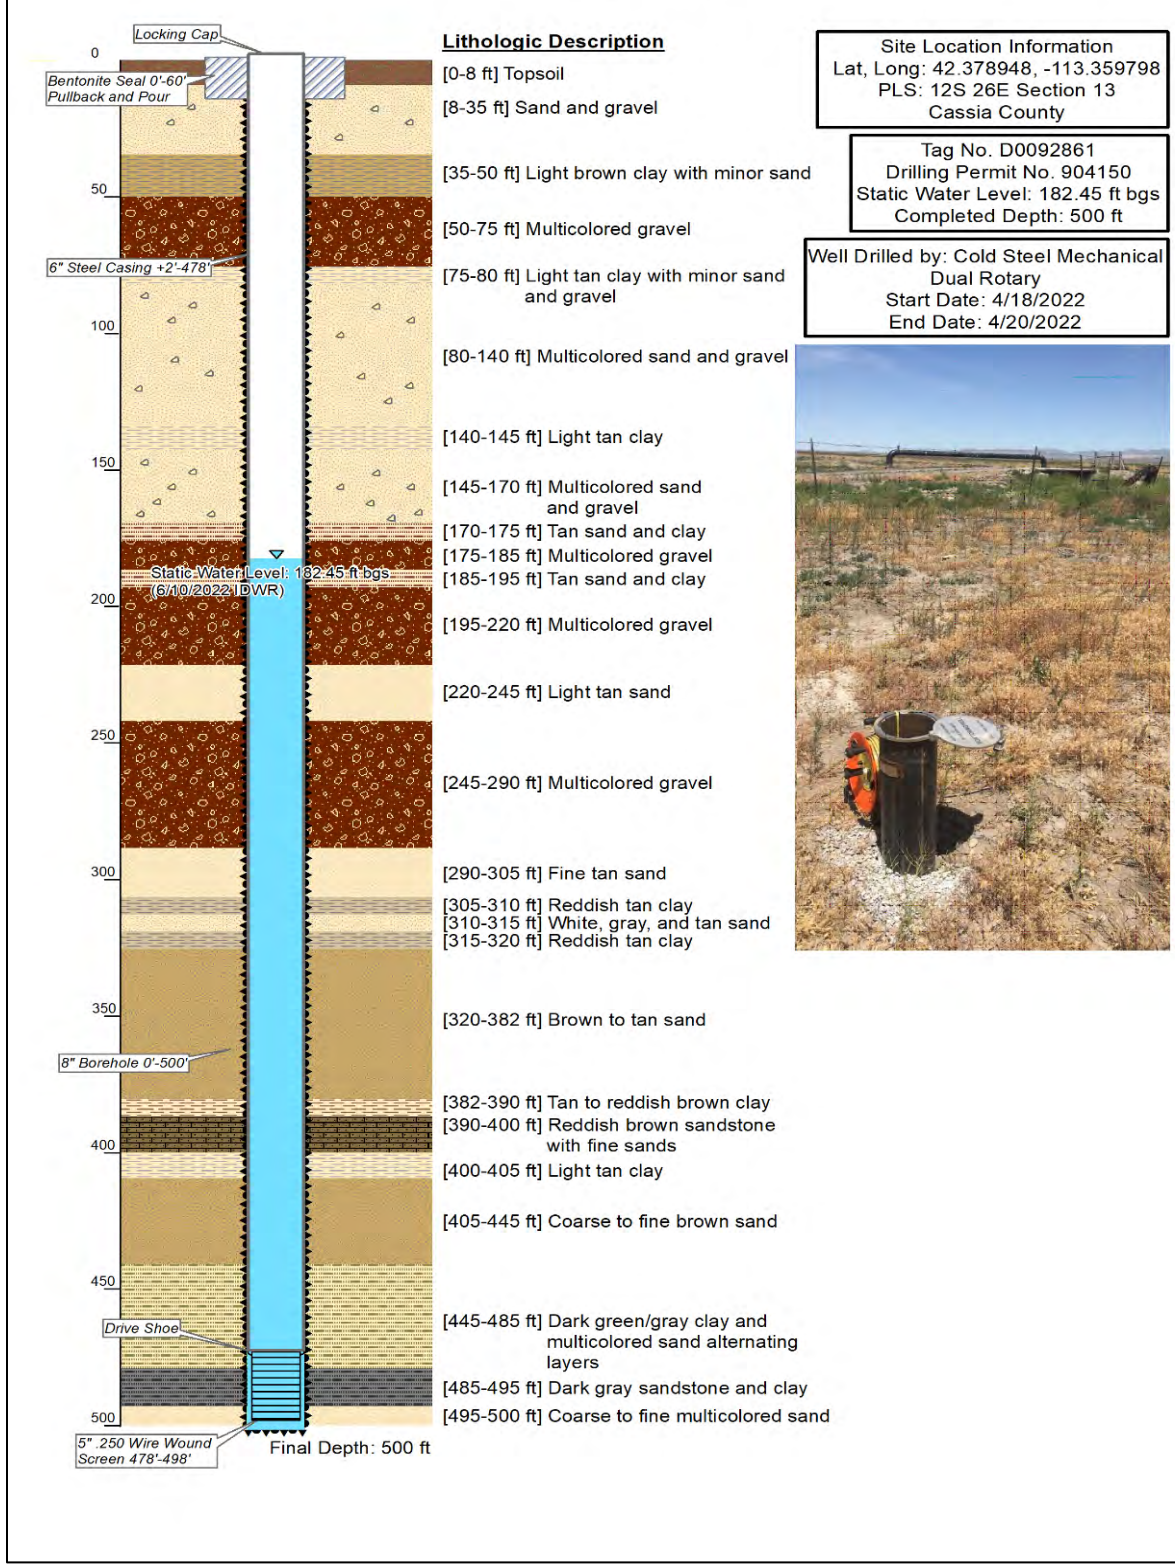 Locking Cap
0
Bentonite Seal 0'-60'
Pullback and Pour
50
6" Steel Casing +2'-478'
100
150
Static Water Level: 182.45 ft bgs
(6/10/2022 IDWR)
200
250
300
350
8" Borehole 0'-500'
400
450
Drive Shoe
500
5" .250 Wire Wound
Screen 478'-498'
Final Depth: 500 ft
Lithologic Description
[0-8 ft] Topsoil
[8-35 ft] Sand and gravel
[35-50 ft] Light brown clay with minor sand
[50-75 ft] Multicolored gravel
[75-80 ft] Light tan clay with minor sand
and gravel
[80-140 ft] Multicolored sand and gravel
[140-145 ft] Light tan clay
[145-170 ft] Multicolored sand
and gravel
[170-175 ft] Tan sand and clay
[175-185 ft] Multicolored gravel
[185-195 ft] Tan sand and clay
[195-220 ft] Multicolored gravel
[220-245 ft] Light tan sand
[245-290 ft] Multicolored gravel
[290-305 ft] Fine tan sand
[305-310 ft] Reddish tan clay
[310-315 ft] White, gray, and tan sand
[315-320 ft] Reddish tan clay
[320-382 ft] Brown to tan sand
[382-390 ft] Tan to reddish brown clay
[390-400 ft] Reddish brown sandstone
with fine sands
[400-405 ft] Light tan clay
[405-445 ft] Coarse to fine brown sand
[445-485 ft] Dark green/gray clay and
multicolored sand alternating
layers
[485-495 ft] Dark gray sandstone and clay
[495-500 ft] Coarse to fine multicolored sand
Site Location Information
Lat, Long: 42.378948, -113.359798
PLS: 12S 26E Section 13
Cassia County
Tag No. D0092861
Drilling Permit No. 904150
Static Water Level: 182.45 ft bgs
Completed Depth: 500 ft
Well Drilled by: Cold Steel Mechanical
Dual Rotary
Start Date: 4/18/2022
End Date: 4/20/2022